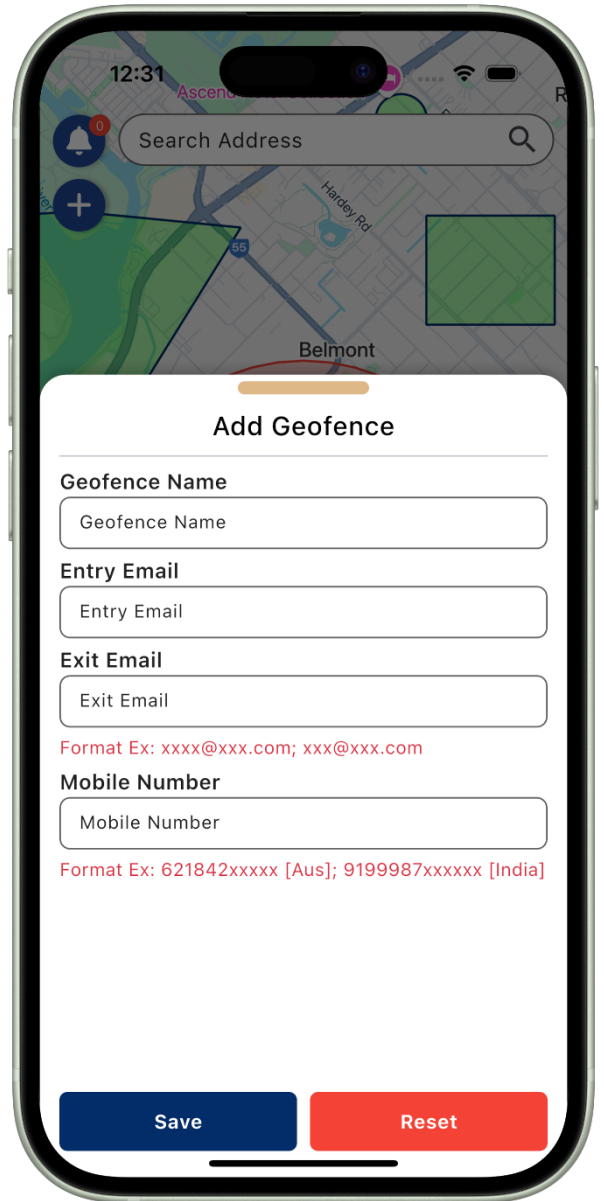 12:31
Ascend
R
0
Search Address
Hardey Rd
55
Belmont
Add Geofence
Geofence Name
Geofence Name
Entry Email
Entry Email
Exit Email
Exit Email
Format Ex: xxxx@xxx.com; xxx@xxx.com
Mobile Number
Mobile Number
Format Ex: 621842xxxxx [Aus]; 9199987xxxxxx [India]
Save
Reset